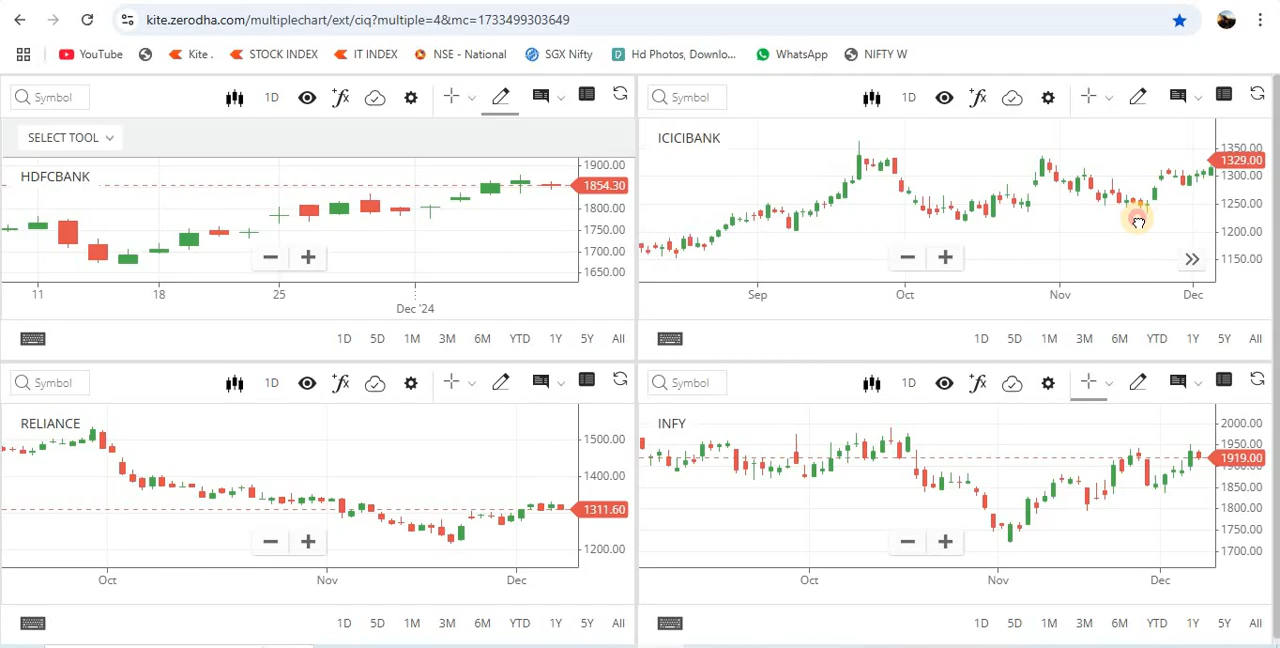 kite.zerodha.com/multiplechart/ext/ciq?multiple=4&mc=1733499303649
YouTube Kite . STOCK INDEX IT INDEX NSE - National SGX Nifty Hd Photos, Downlo... WhatsApp NIFTY W
Symbol 1D
SELECT TOOL
HDFCBANK
1900.00
1854.30
1800.00
1750.00
1700.00
1650.00
11 18 25
Dec '24
1D 5D 1M 3M 6M YTD 1Y 5Y All
Symbol 1D
ICICIBANK
1350.00
1329.00
1300.00
1250.00
1200.00
1150.00
Sep Oct Nov Dec
1D 5D 1M 3M 6M YTD 1Y 5Y All
Symbol 1D
RELIANCE
1500.00
1400.00
1311.60
1200.00
Oct Nov Dec
1D 5D 1M 3M 6M YTD 1Y 5Y All
Symbol 1D
INFY
2000.00
1950.00
1919.00
1850.00
1800.00
1750.00
1700.00
Oct Nov Dec
1D 5D 1M 3M 6M YTD 1Y 5Y All